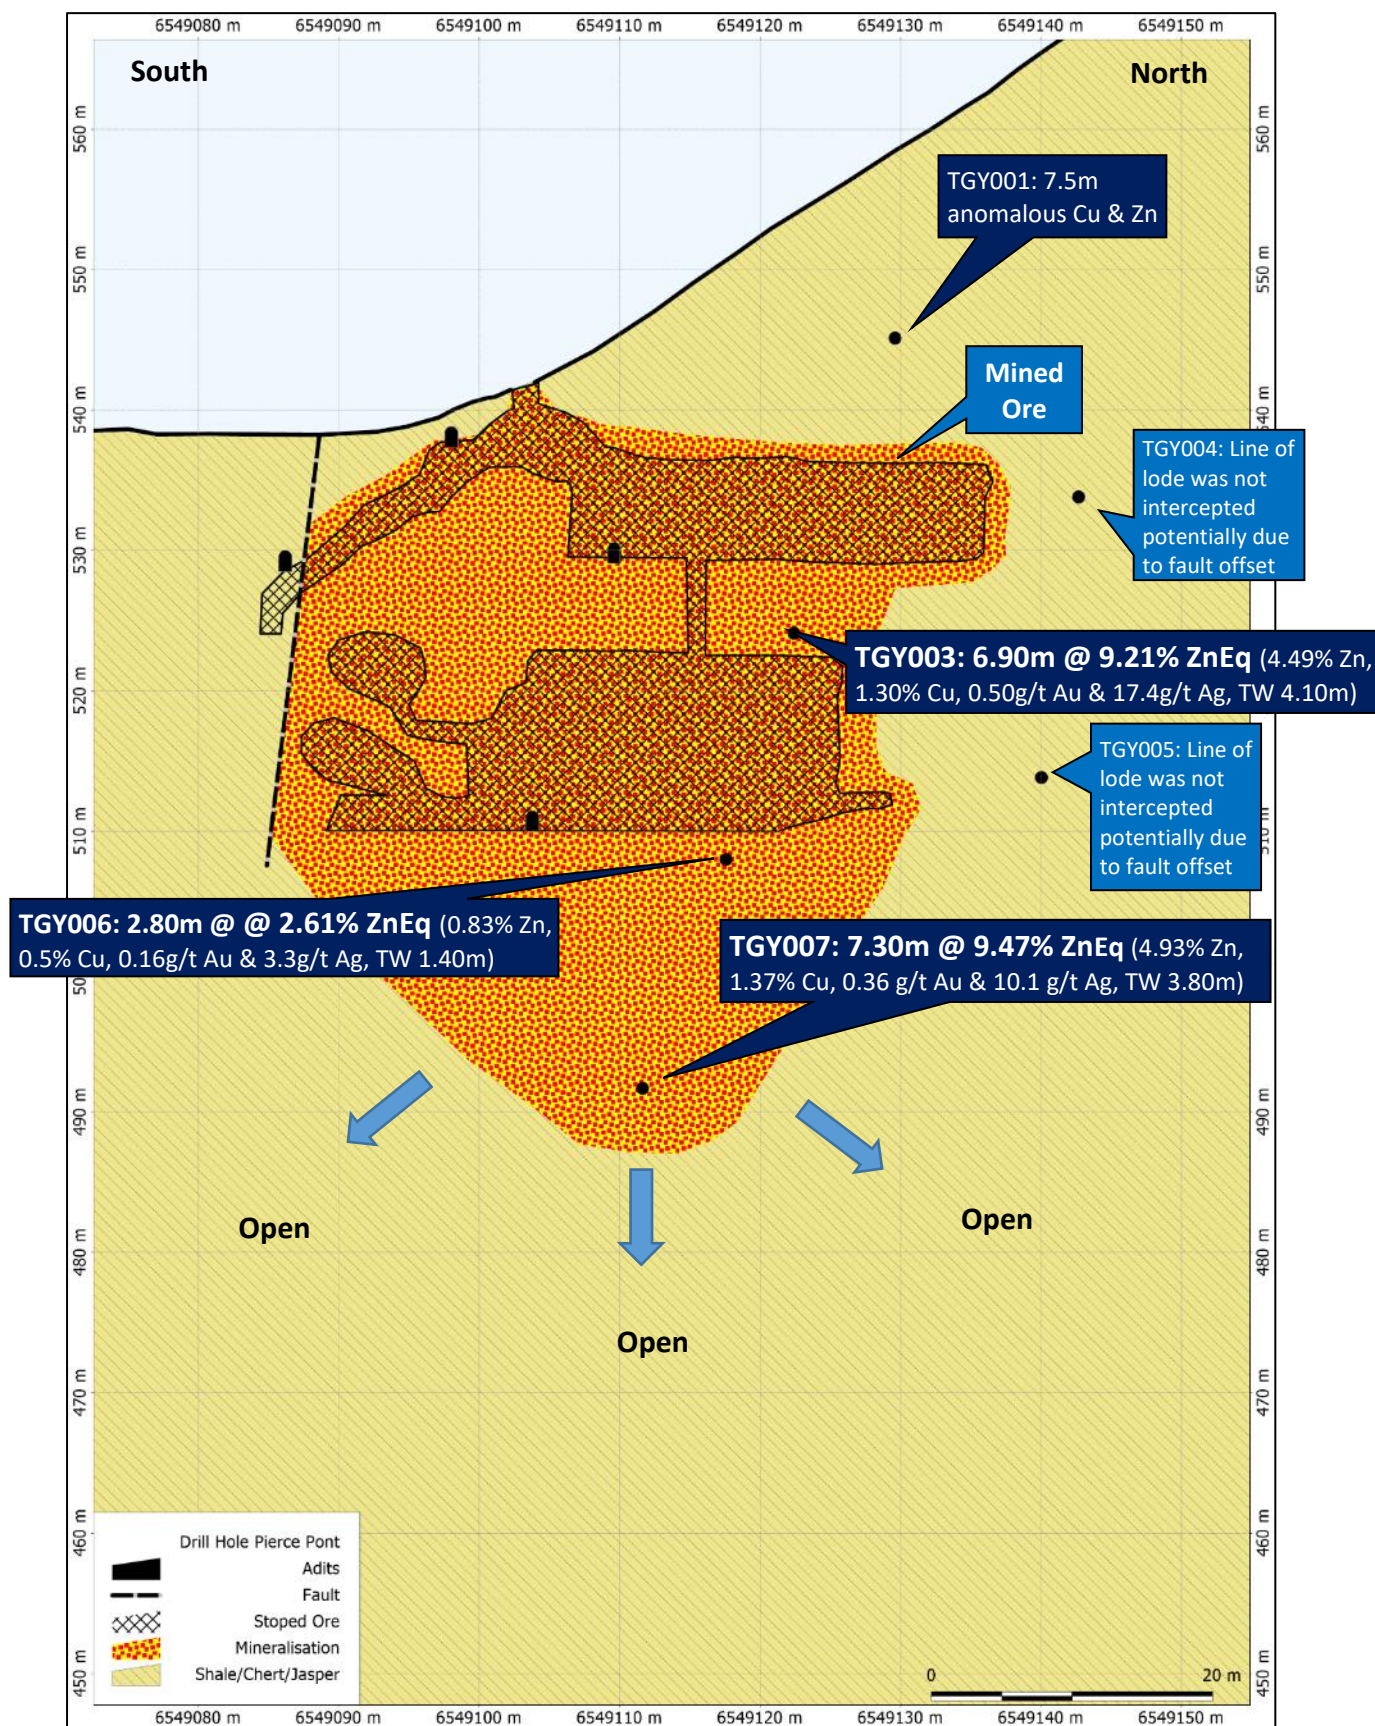 6549080 m 6549090 m 6549100 m 6549110 m 6549120 m 6549130 m 6549140 m 6549150 m
South
North
560 m
560 m
TGY001: 7.5m
anomalous Cu & Zn
550 m
550 m
Mined
Ore
540 m
540 m
TGY004: Line of
lode was not
intercepted
potentially due
to fault offset
530 m
TGY003: 6.90m @ 9.21% ZnEq (4.49% Zn,
1.30% Cu, 0.50g/t Au & 17.4g/t Ag, TW 4.10m)
520 m
TGY005: Line of
lode was not
intercepted
potentially due
to fault offset
510 m
510 m
TGY006: 2.80m @ @ 2.61% ZnEq (0.83% Zn,
0.5% Cu, 0.16g/t Au & 3.3g/t Ag, TW 1.40m)
TGY007: 7.30m @ 9.47% ZnEq (4.93% Zn,
1.37% Cu, 0.36 g/t Au & 10.1 g/t Ag, TW 3.80m)
490 m
490 m
Open
Open
480 m
480 m
Open
470 m
470 m
460 m
460 m
Drill Hole Pierce Pont
Adits
Fault
Stoped Ore
Mineralisation
Shale/Chert/Jasper
450 m
450 m
0 20 m
6549080 m 6549090 m 6549100 m 6549110 m 6549120 m 6549130 m 6549140 m 6549150 m